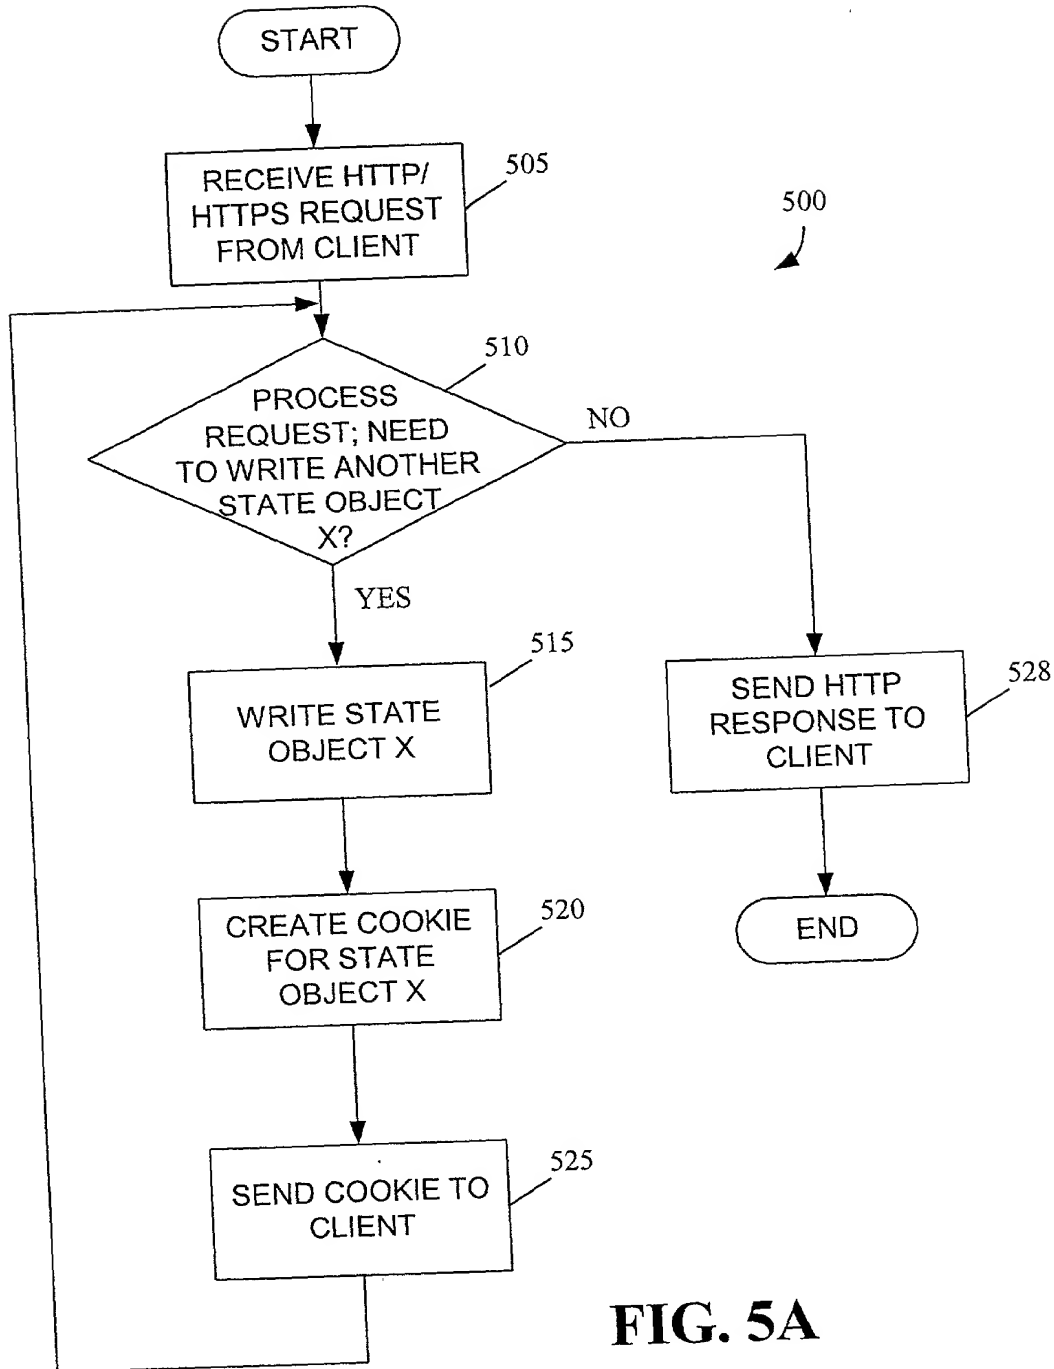 START
RECEIVE HTTP/
HTTPS REQUEST
FROM CLIENT
505
500
510
PROCESS
REQUEST; NEED
TO WRITE ANOTHER
STATE OBJECT
X?
NO
YES
515
WRITE STATE
OBJECT X
SEND HTTP
RESPONSE TO
CLIENT
528
CREATE COOKIE
FOR STATE
OBJECT X
520
END
SEND COOKIE TO
CLIENT
525
FIG. 5A